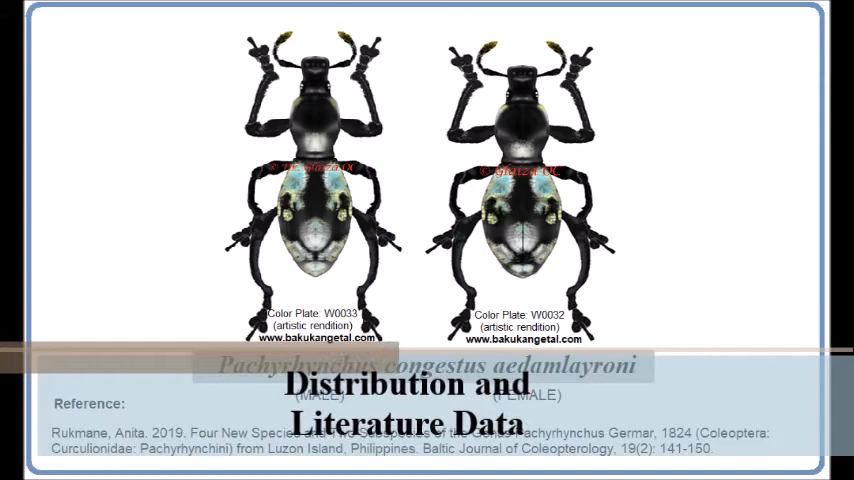 Color Plate: W0033
(artistic rendition)
www.bakukangetal.com
Color Plate: W0032
(artistic rendition)
www.bakukangetal.com
Pachyrhynchus congestus aedamlayroni
(MALE)
(FEMALE)
Distribution and
Literature Data
Reference:
Rukmane, Anita. 2019. Four New Species and Two Subspecies of the Genus Pachyrhynchus Germar, 1824 (Coleoptera:
Curculionidae: Pachyrhynchini) from Luzon Island, Philippines. Baltic Journal of Coleopterology, 19(2): 141-150.